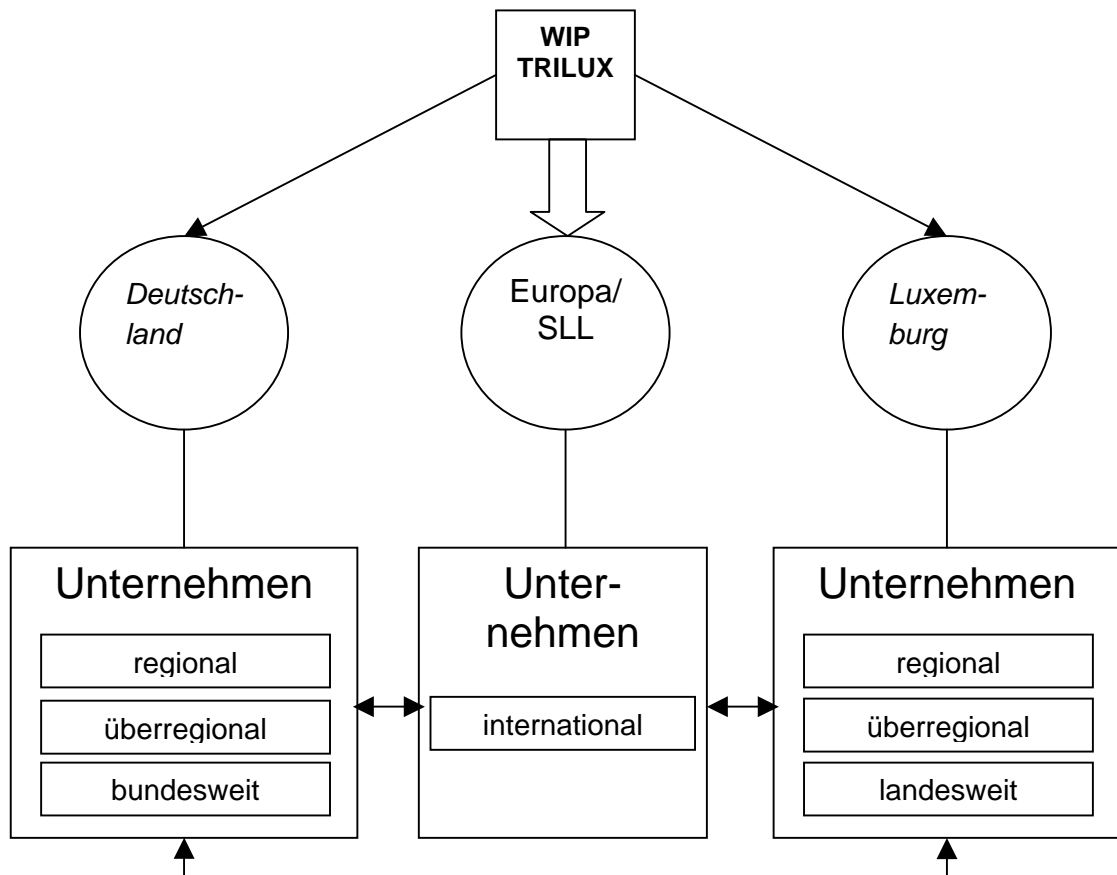 WIP
TRILUX
Deutsch-
land
Europa/
SLL
Luxem-
burg
Unternehmen
regional
überregional
bundesweit
Unter-
nehmen
international
Unternehmen
regional
überregional
landesweit